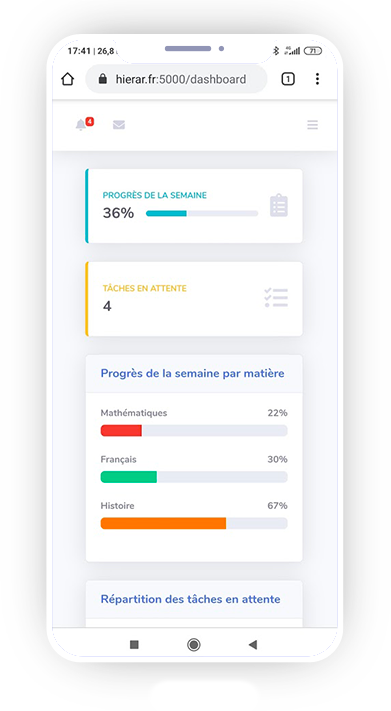 17:41 | 26,8
4G 71
hierar.fr:5000/dashboard 1
4
PROGRÈS DE LA SEMAINE
36%
TÂCHES EN ATTENTE
4
Progrès de la semaine par matière
Mathématiques 22%
Français 30%
Histoire 67%
Répartition des tâches en attente